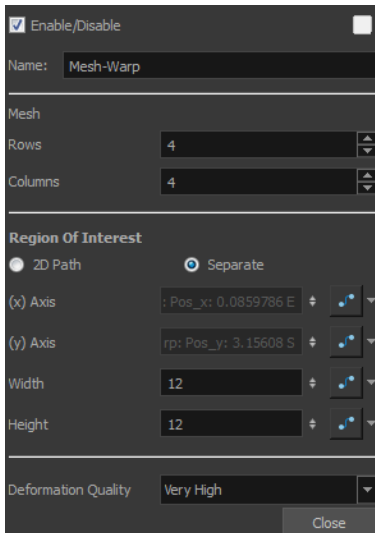 Enable/Disable
Name: Mesh-Warp
Mesh
Rows 4
Columns 4
Region Of Interest
2D Path Separate
(x) Axis : Pos_x: 0.0859786 E
(y) Axis rp: Pos_y: 3.15608 S
Width 12
Height 12
Deformation Quality Very High
Close